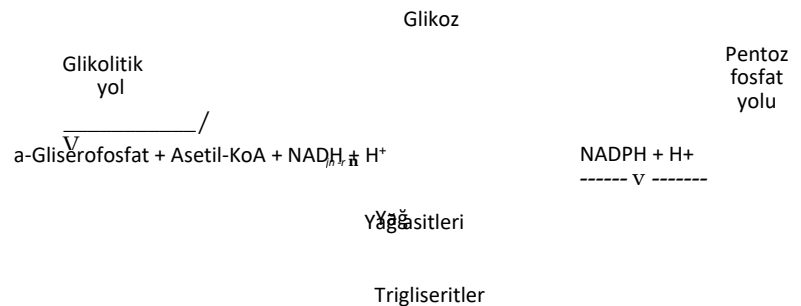 Glikoz
Glikolitik
yol
Pentoz
fosfat
yolu
a-Gliserofosfat + Asetil-KoA + NADH + H⁺
NADPH + H+
------ v -------
Yağ asitleri
Trigliseritler